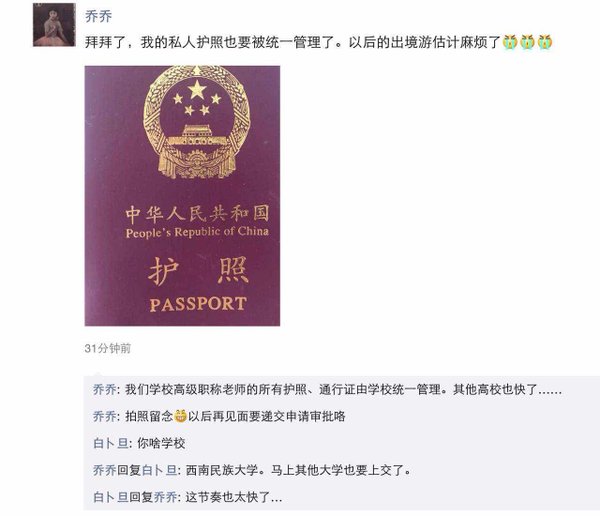 乔乔
拜拜了，我的私人护照也要被统一管理了。以后的出境游估计麻烦了😭😭😭
中华人民共和国
People's Republic of China
护 照
PASSPORT
31分钟前
乔乔: 我们学校高级职称老师的所有护照、通行证由学校统一管理。其他高校也快了......
乔乔: 拍照留念😁以后再见面要递交申请审批咯
白卜旦: 你啥学校
乔乔回复白卜旦: 西南民族大学。马上其他大学也要上交了。
白卜旦回复乔乔: 这节奏也太快了...